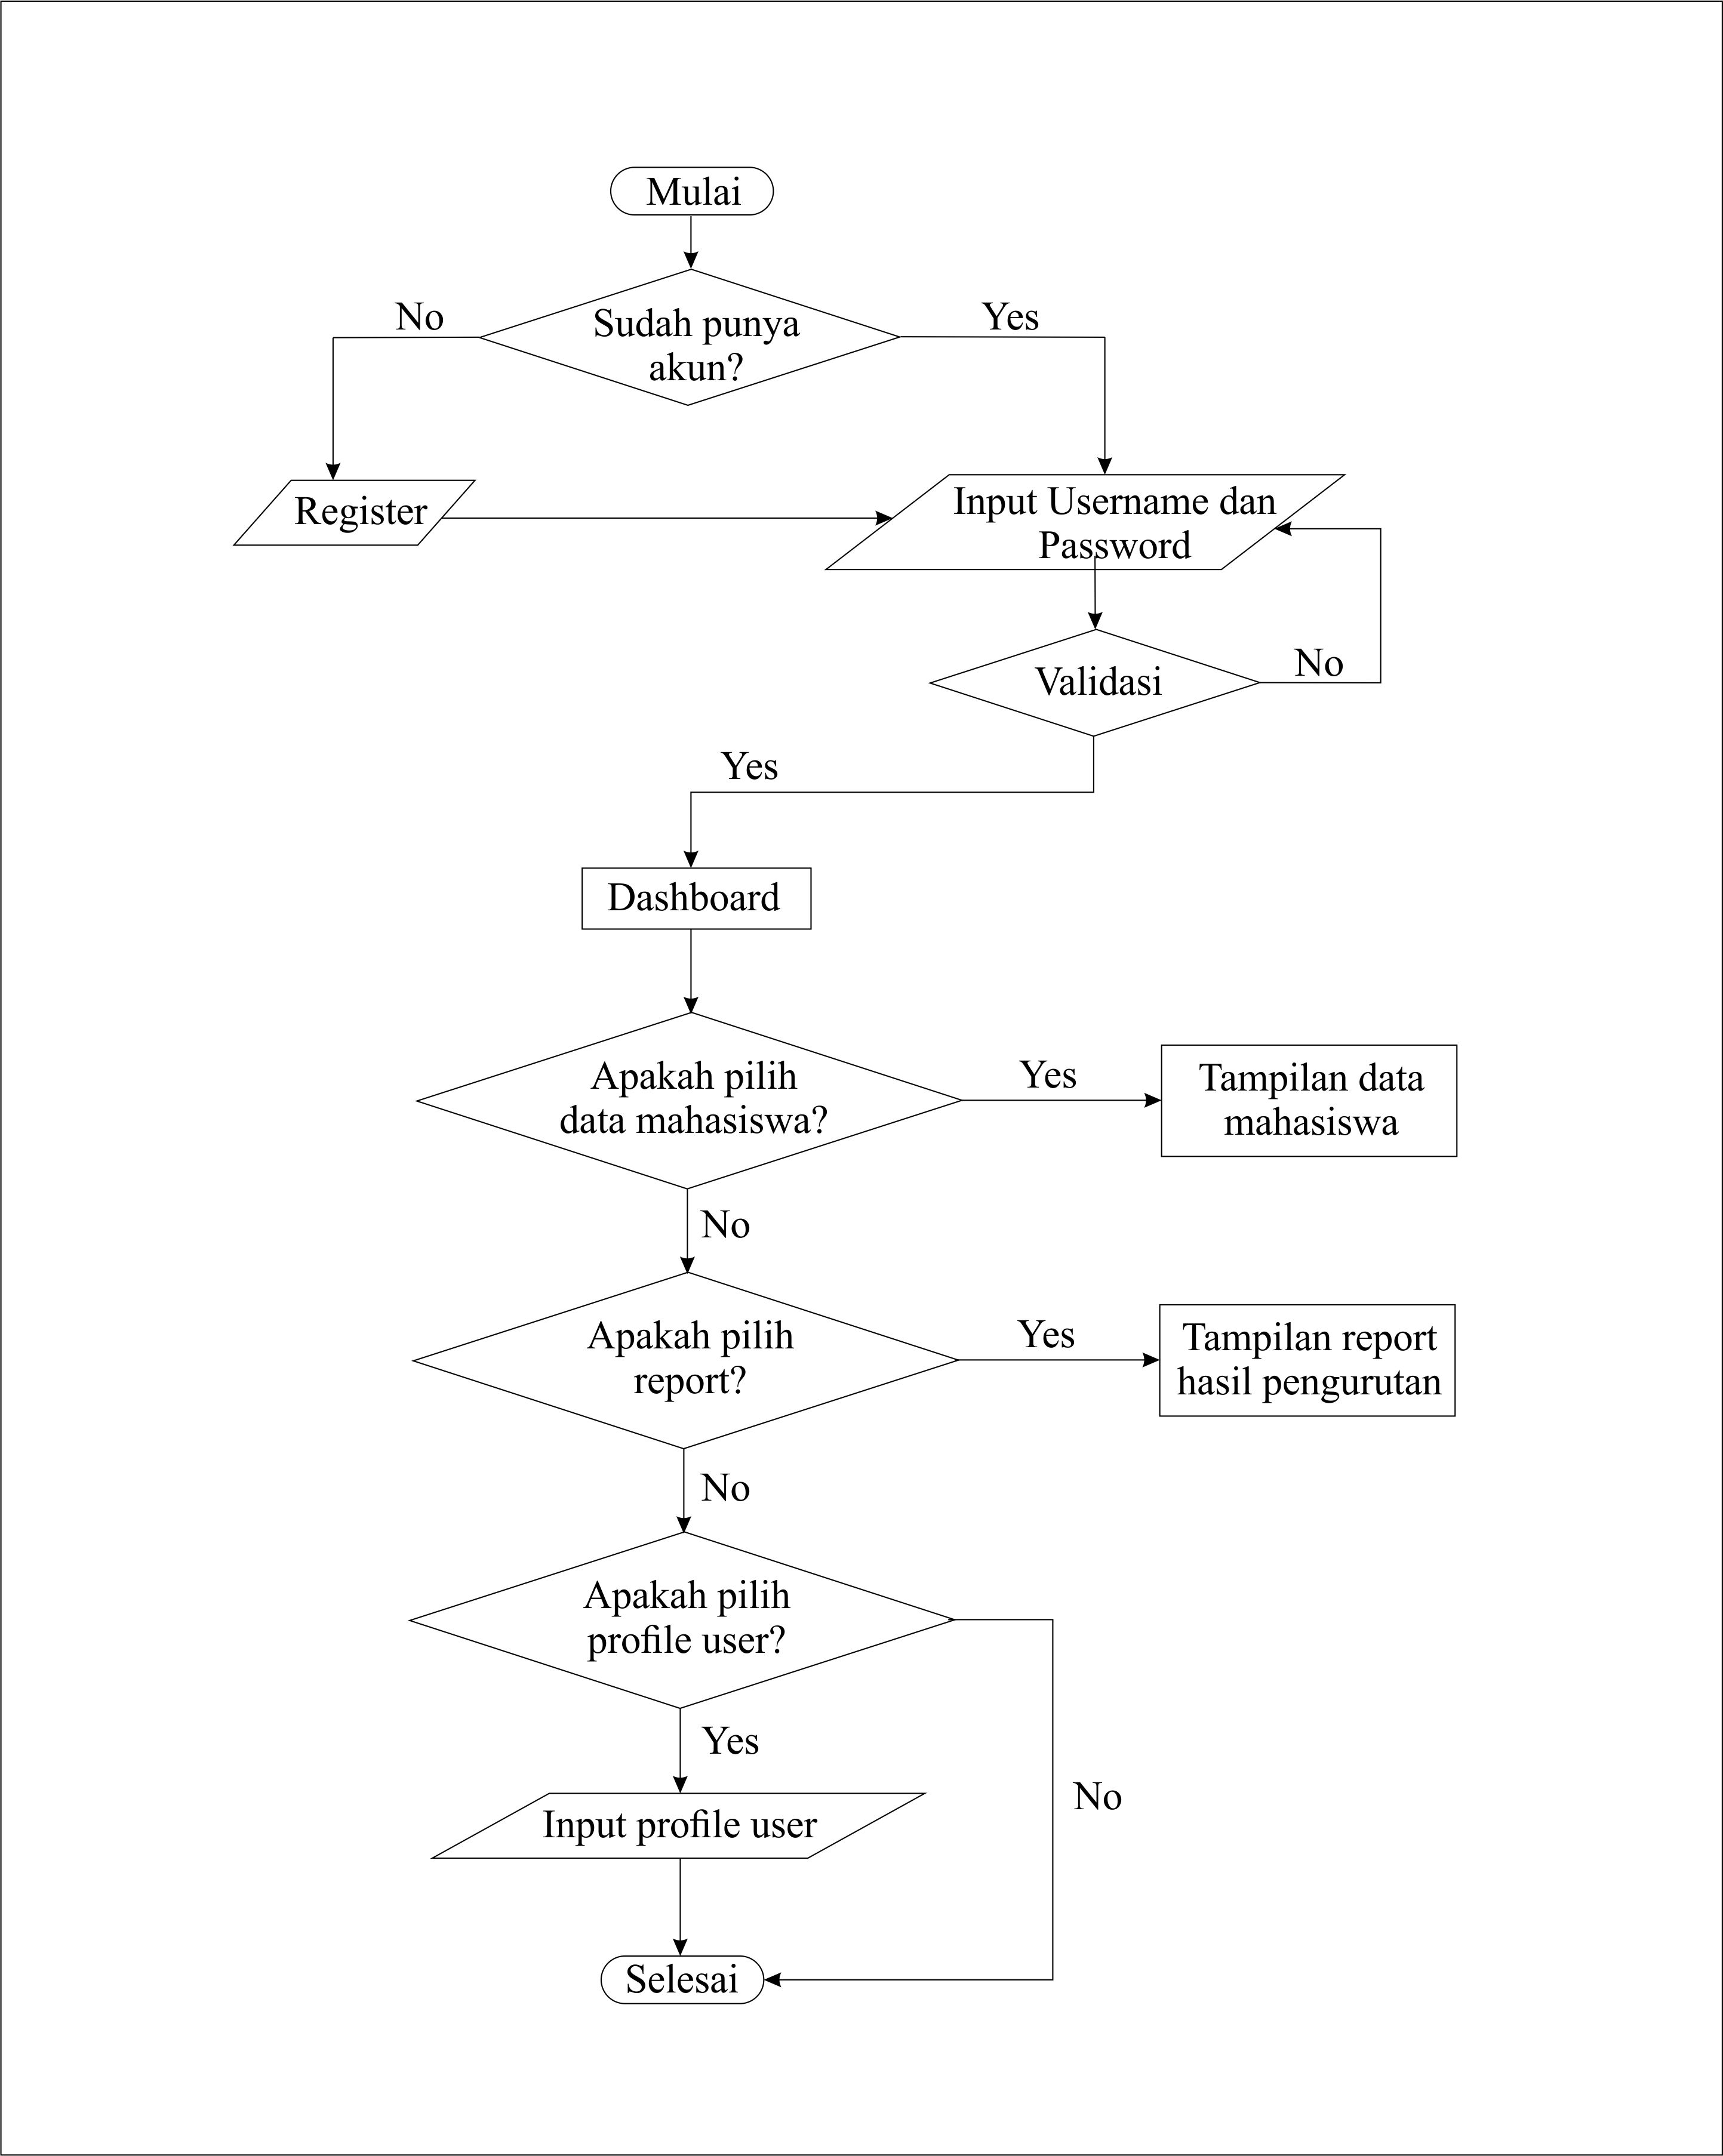 Mulai
No
Sudah punya
akun?
Yes
Register
Input Username dan
Password
Validasi
No
Yes
Dashboard
Apakah pilih
data mahasiswa?
Yes
Tampilan data
mahasiswa
No
Apakah pilih
report?
Yes
Tampilan report
hasil pengurutan
No
Apakah pilih
profile user?
Yes
No
Input profile user
Selesai